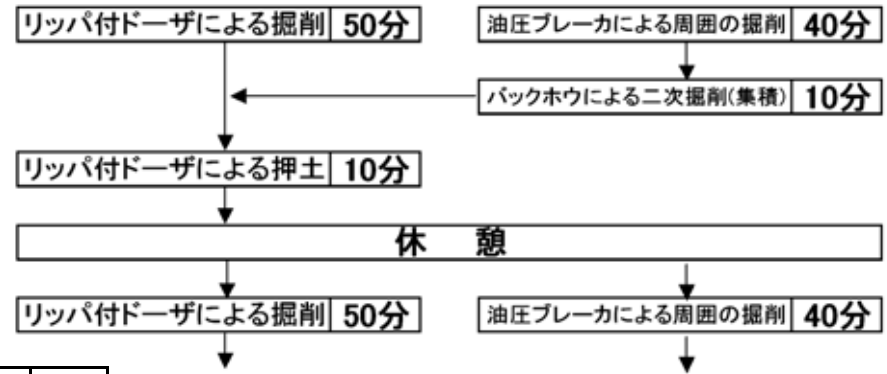 リッパ付ドーザによる掘削 50分
油圧ブレーカによる周囲の掘削 40分
バックホウによる二次掘削(集積) 10分
リッパ付ドーザによる押土 10分
休 憩
リッパ付ドーザによる掘削 50分
油圧ブレーカによる周囲の掘削 40分